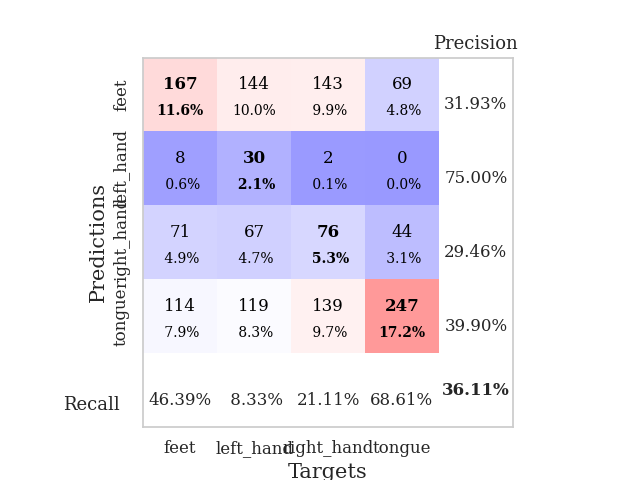 Precision
feet 167 144 143 69 31.93%
11.6% 10.0% 9.9% 4.8%
left_hand 8 30 2 0 75.00%
0.6% 2.1% 0.1% 0.0%
right_hand 71 67 76 44 29.46%
4.9% 4.7% 5.3% 3.1%
tongue 114 119 139 247 39.90%
7.9% 8.3% 9.7% 17.2%
Predictions
Recall 46.39% 8.33% 21.11% 68.61% 36.11%
feet left_hand right_hand tongue
Targets